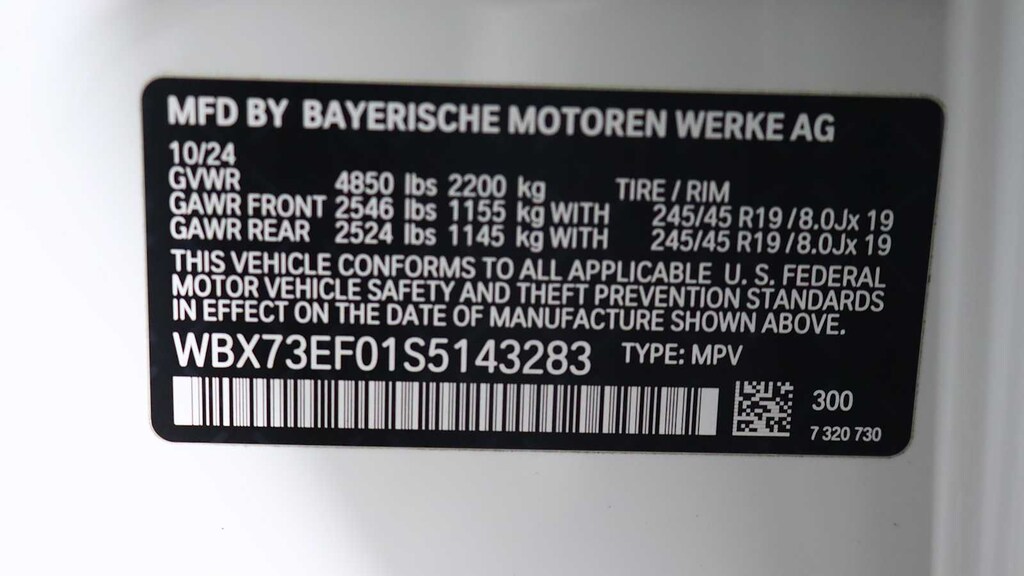 MFD BY BAYERISCHE MOTOREN WERKE AG
10/24
GVWR 4850 lbs 2200 kg TIRE / RIM
GAWR FRONT 2546 lbs 1155 kg WITH 245/45 R19 / 8.0Jx 19
GAWR REAR 2524 lbs 1145 kg WITH 245/45 R19 / 8.0Jx 19
THIS VEHICLE CONFORMS TO ALL APPLICABLE U. S. FEDERAL
MOTOR VEHICLE SAFETY AND THEFT PREVENTION STANDARDS
IN EFFECT ON THE DATE OF MANUFACTURE SHOWN ABOVE.
WBX73EF01S5143283 TYPE: MPV
300
7 320 730